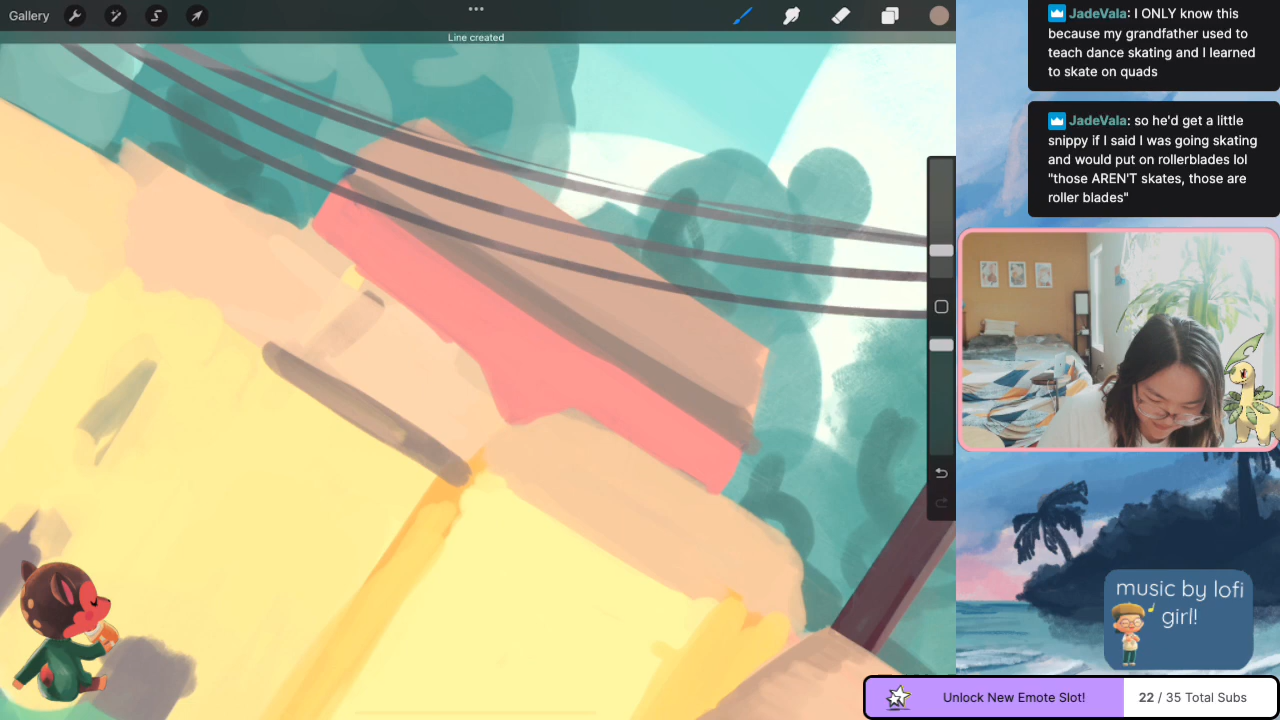 Gallery
Line created
JadeVala: I ONLY know this
because my grandfather used to
teach dance skating and I learned
to skate on quads
JadeVala: so he'd get a little
snippy if I said I was going skating
and would put on rollerblades lol
"those AREN'T skates, those are
roller blades"
music by lofi
girl!
Unlock New Emote Slot!
22 / 35 Total Subs